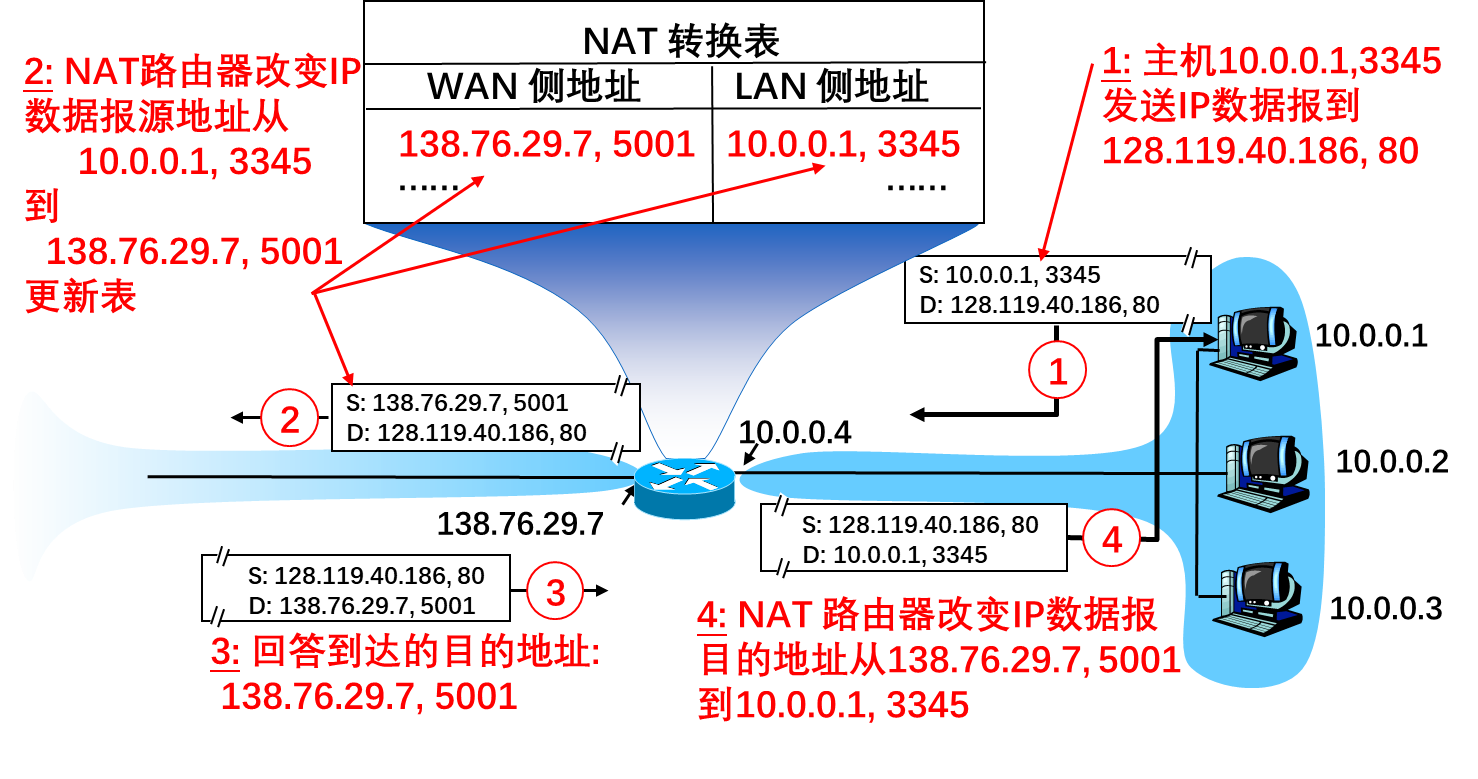 NAT 转换表
WAN 侧地址
LAN 侧地址
138.76.29.7, 5001
10.0.0.1, 3345
……
……
2: NAT路由器改变IP
数据报源地址从
10.0.0.1, 3345
到
138.76.29.7, 5001
更新表
1: 主机10.0.0.1,3345
发送IP数据报到
128.119.40.186, 80
S: 10.0.0.1, 3345
D: 128.119.40.186, 80
1
10.0.0.1
S: 138.76.29.7, 5001
D: 128.119.40.186, 80
2
10.0.0.4
10.0.0.2
138.76.29.7
S: 128.119.40.186, 80
D: 10.0.0.1, 3345
4
S: 128.119.40.186, 80
D: 138.76.29.7, 5001
3
10.0.0.3
3: 回答到达的目的地址:
138.76.29.7, 5001
4: NAT 路由器改变IP数据报
目的地址从138.76.29.7, 5001
到10.0.0.1, 3345